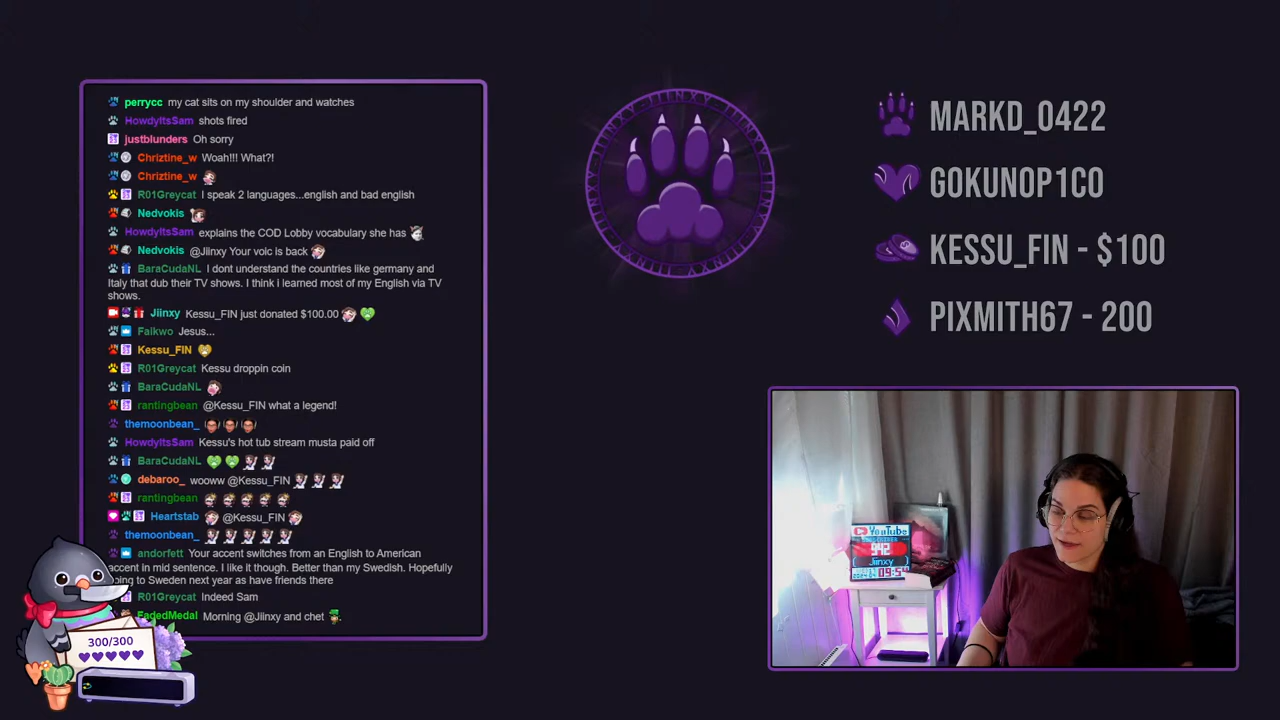 perrycc my cat sits on my shoulder and watches
HowdyItsSam shots fired
justblunders Oh sorry
Chriztine_w Woah!!! What?!
Chriztine_w
R01Greycat I speak 2 languages...english and bad english
Nedvokis
HowdyItsSam explains the COD Lobby vocabulary she has
Nedvokis @Jiinxy Your voic is back
BaraCudaNL I dont understand the countries like germany and
Italy that dub their TV shows. I think i learned most of my English via TV
shows.
Jiinxy Kessu_FIN just donated $100.00
Falkwo Jesus...
Kessu_FIN
R01Greycat Kessu droppin coin
BaraCudaNL
rantingbean @Kessu_FIN what a legend!
themoonbean_
HowdyItsSam Kessu's hot tub stream musta paid off
BaraCudaNL
debaroo_ wooww @Kessu_FIN
rantingbean
Heartstab @Kessu_FIN
themoonbean_
andorfett Your accent switches from an English to American
accent in mid sentence. I like it though. Better than my Swedish. Hopefully
going to Sweden next year as have friends there
R01Greycat Indeed Sam
FadedMedal Morning @Jiinxy and chet
300/300
JIINXY-JIINXY-JIINXY-JIINXY-
MARKD_0422
GOKUNOP1CO
KESSU_FIN - $100
PIXMITH67 - 200
YouTube
942
Jiinxy